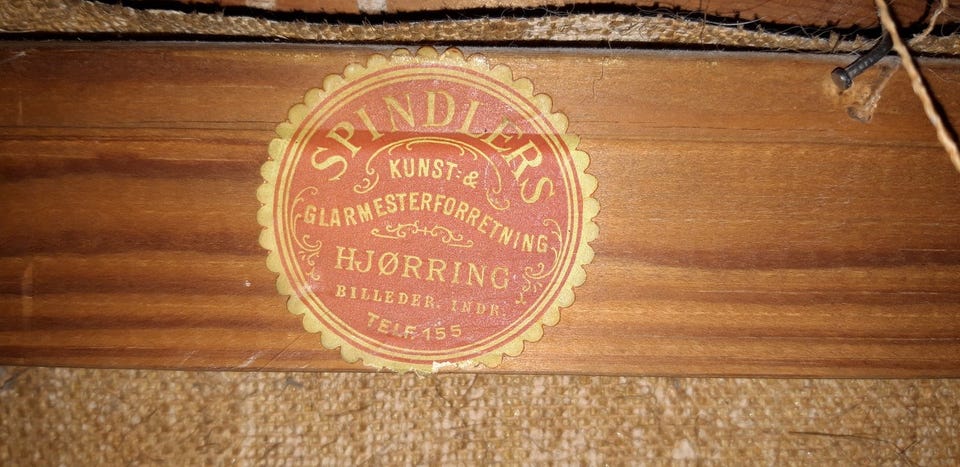 SPINDLERS
KUNST- &
GLARMESTERFORRETNING
HJØRRING
BILLEDER. INDR.
TELF. 155